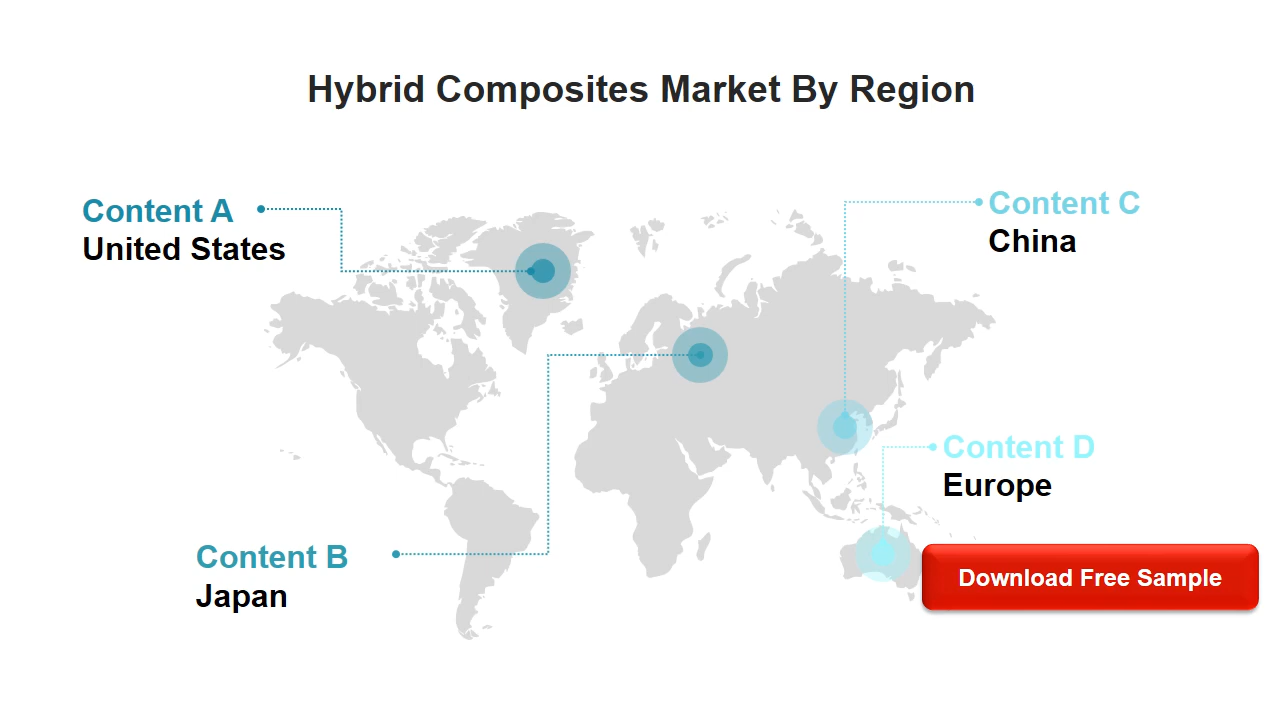 Hybrid Composites Market By Region
Content A
United States
Content C
China
Content D
Europe
Content B
Japan
Download Free Sample